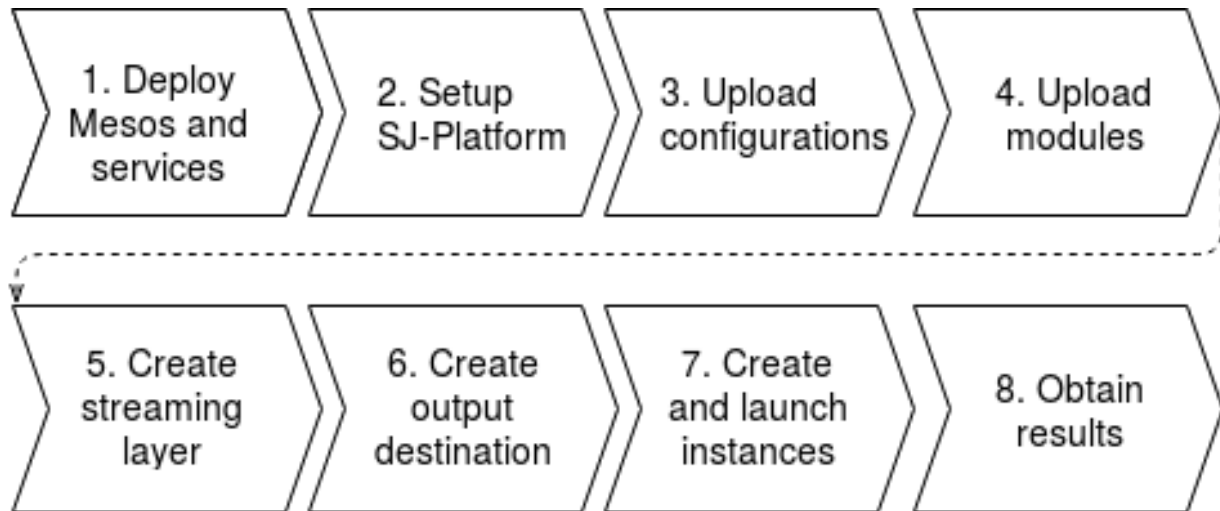 1. Deploy
Mesos and
services
2. Setup
SJ-Platform
3. Upload
configurations
4. Upload
modules
5. Create
streaming
layer
6. Create
output
destination
7. Create
and launch
instances
8. Obtain
results